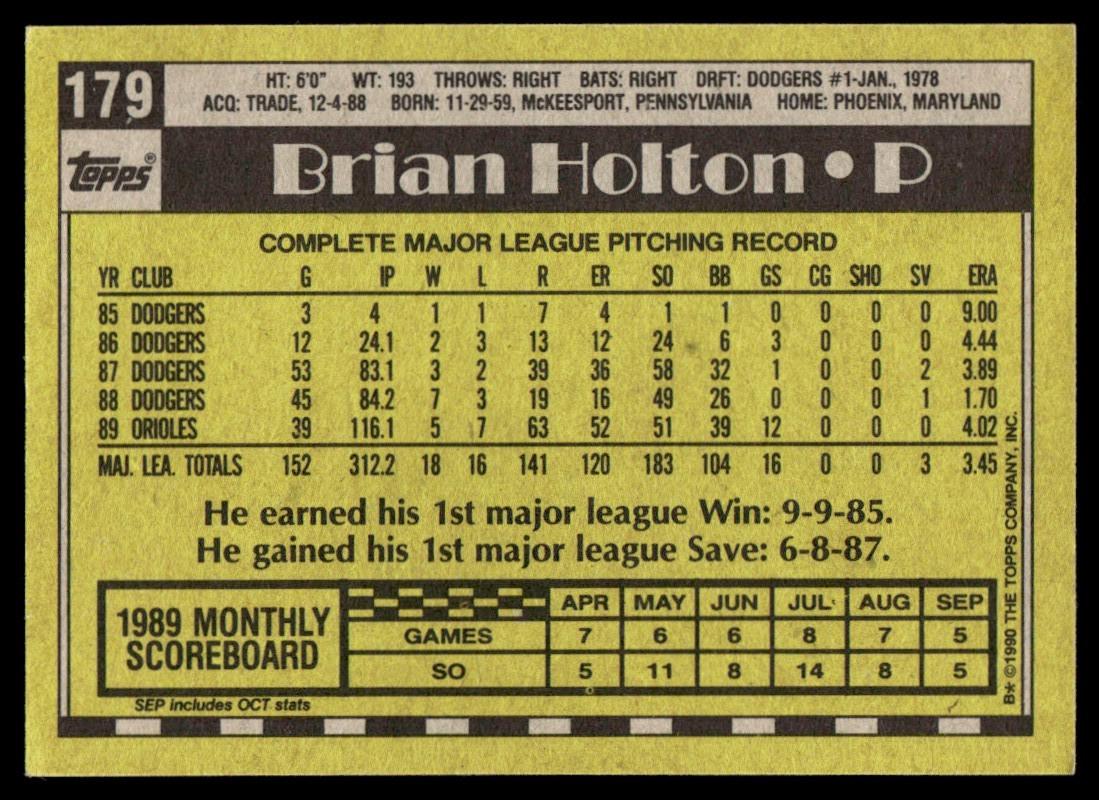 179
HT: 6'0" WT: 193 THROWS: RIGHT BATS: RIGHT DRFT: DODGERS #1-JAN., 1978
ACQ: TRADE, 12-4-88 BORN: 11-29-59, McKEESPORT, PENNSYLVANIA HOME: PHOENIX, MARYLAND
topps®
Brian Holton • P
COMPLETE MAJOR LEAGUE PITCHING RECORD
YR CLUB G IP W L R ER SO BB GS CG SHO SV ERA
85 DODGERS 3 4 1 1 7 4 1 1 0 0 0 0 9.00
86 DODGERS 12 24.1 2 3 13 12 24 6 3 0 0 0 4.44
87 DODGERS 53 83.1 3 2 39 36 58 32 1 0 0 2 3.89
88 DODGERS 45 84.2 7 3 19 16 49 26 0 0 0 1 1.70
89 ORIOLES 39 116.1 5 7 63 52 51 39 12 0 0 0 4.02
MAJ. LEA. TOTALS 152 312.2 18 16 141 120 183 104 16 0 0 3 3.45
He earned his 1st major league Win: 9-9-85.
He gained his 1st major league Save: 6-8-87.
1989 MONTHLY
SCOREBOARD
APR MAY JUN JUL AUG SEP
GAMES 7 6 6 8 7 5
SO 5 11 8 14 8 5
SEP includes OCT stats
B* ©1990 THE TOPPS COMPANY, INC.